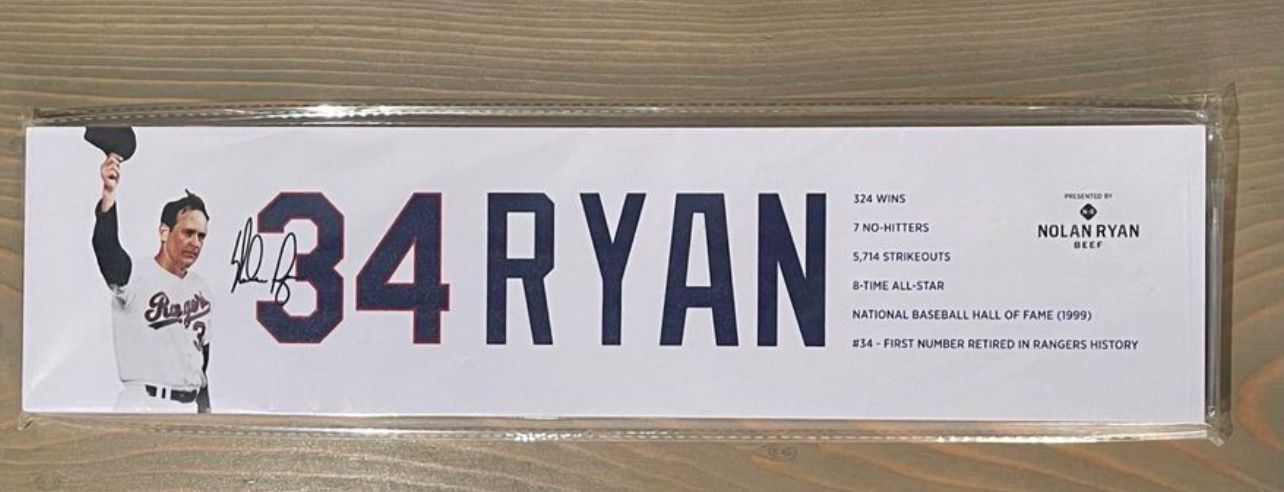 Rangers
3
34 RYAN
324 WINS
7 NO-HITTERS
5,714 STRIKEOUTS
8-TIME ALL-STAR
NATIONAL BASEBALL HALL OF FAME (1999)
#34 - FIRST NUMBER RETIRED IN RANGERS HISTORY
PRESENTED BY
NOLAN RYAN
BEEF